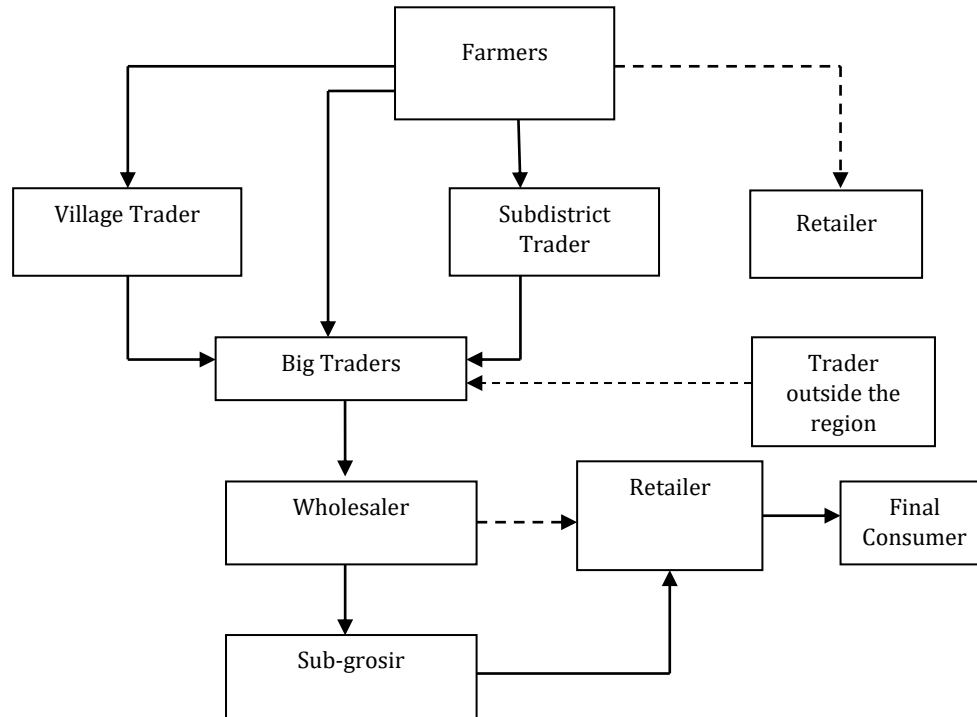 Farmers
Village Trader
Subdistrict
Trader
Retailer
Big Traders
Trader
outside the
region
Wholesaler
Retailer
Final
Consumer
Sub-grosir